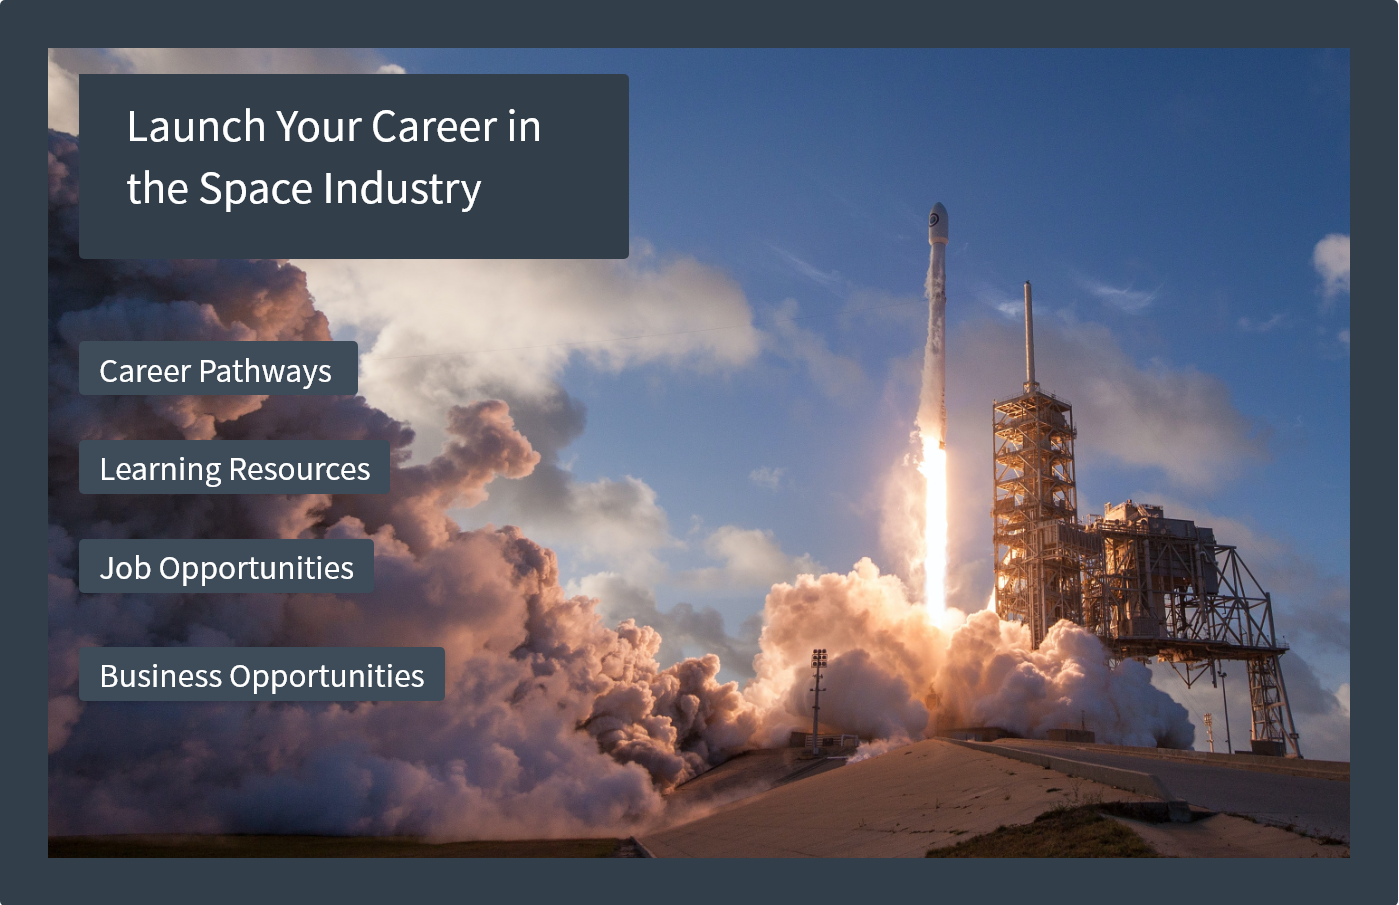 Launch Your Career in
the Space Industry
Career Pathways
Learning Resources
Job Opportunities
Business Opportunities